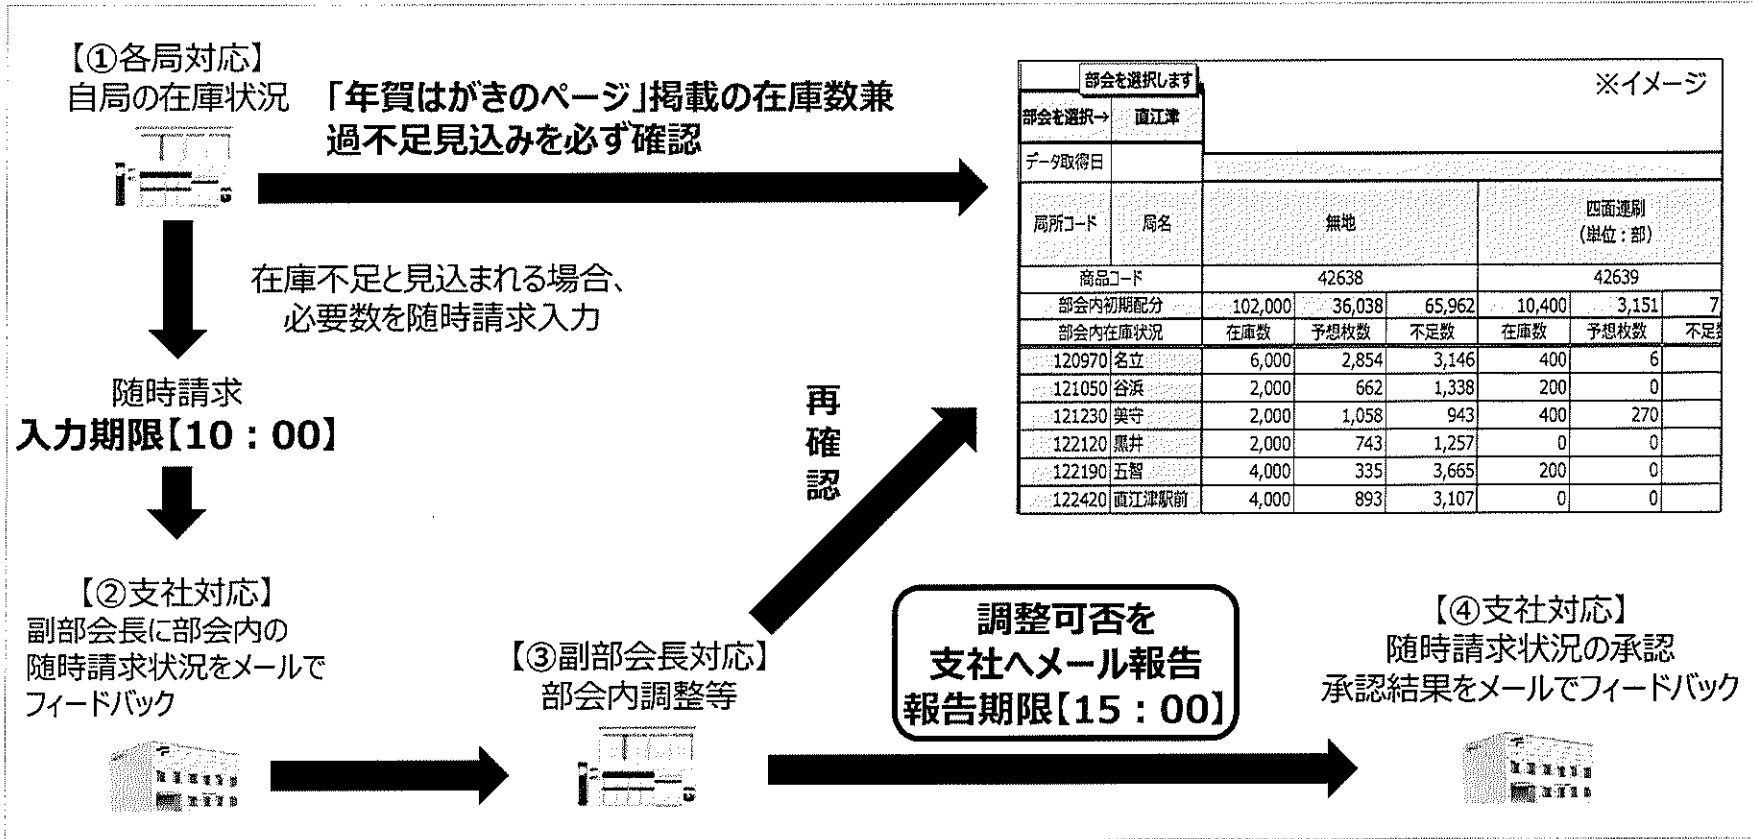 【①各局対応】
自局の在庫状況
「年賀はがきのページ」掲載の在庫数兼
過不足見込みを必ず確認
在庫不足と見込まれる場合、
必要数を随時請求入力
随時請求
入力期限【10：00】
【②支社対応】
副部会長に部会内の
随時請求状況をメールで
フィードバック
【③副部会長対応】
部会内調整等
再
確
認
調整可否を
支社へメール報告
報告期限【15：00】
【④支社対応】
随時請求状況の承認
承認結果をメールでフィードバック
※イメージ
部会を選択します
部会を選択→ 直江津
データ取得日
局所コード 局名 無地 四面連刷
（単位：部）
商品コード 42638 42639
部会内初期配分 102,000 36,038 65,962 10,400 3,151 7
部会内在庫状況 在庫数 予想枚数 不足数 在庫数 予想枚数 不足
120970 名立 6,000 2,854 3,146 400 6
121050 谷浜 2,000 662 1,338 200 0
121230 美守 2,000 1,058 943 400 270
122120 黒井 2,000 743 1,257 0 0
122190 五智 4,000 335 3,665 200 0
122420 直江津駅前 4,000 893 3,107 0 0